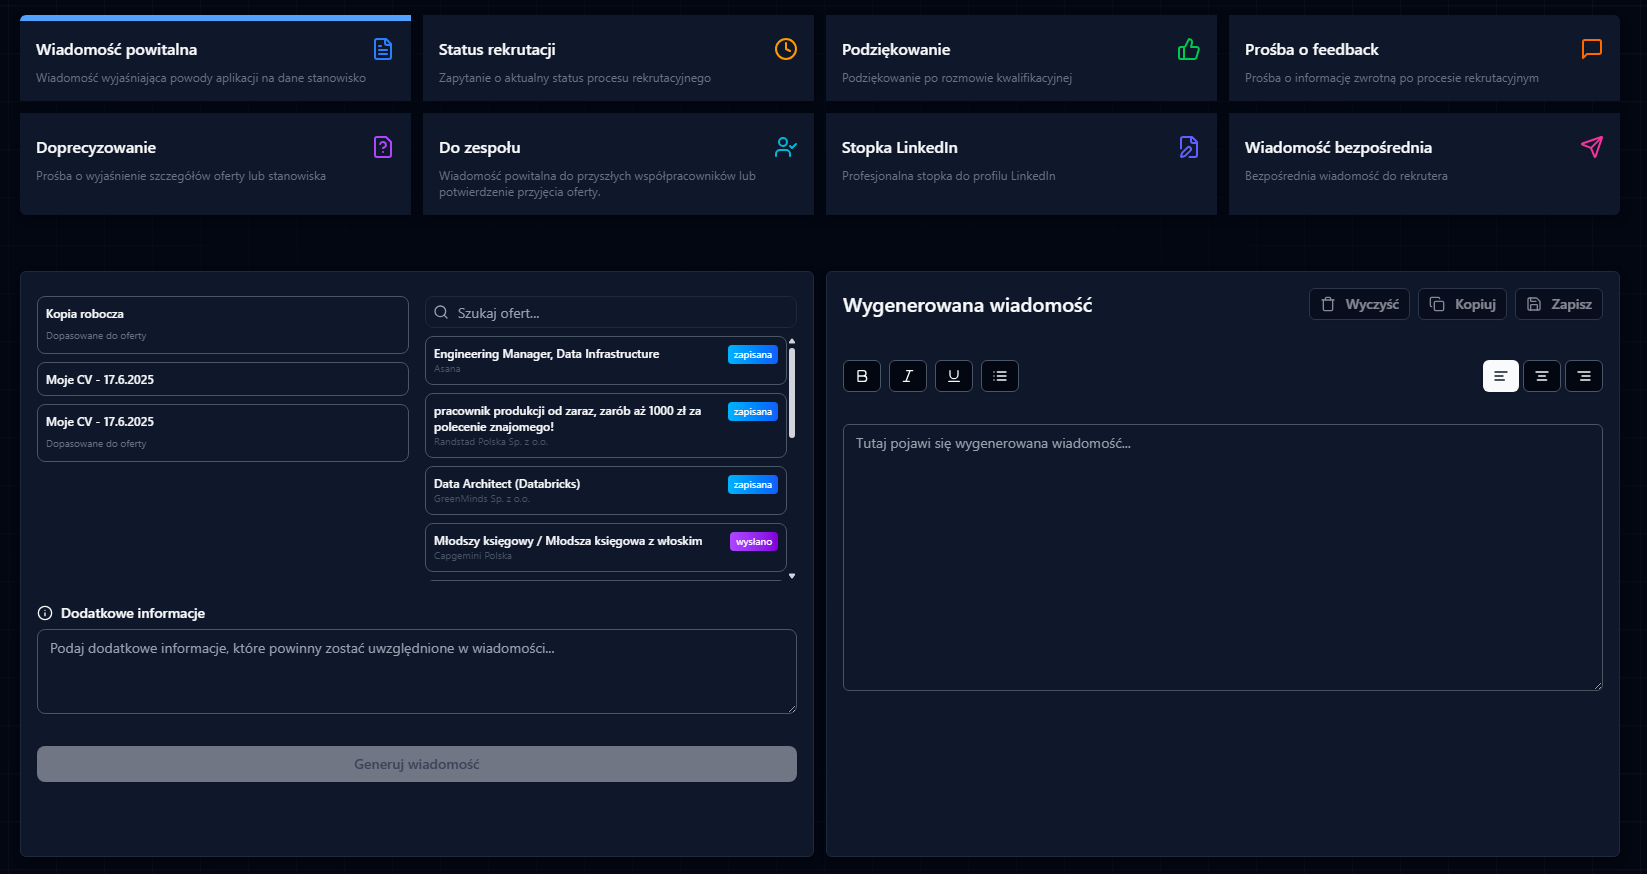 Wiadomość powitalna
Wiadomość wyjaśniająca powody aplikacji na dane stanowisko
Status rekrutacji
Zapytanie o aktualny status procesu rekrutacyjnego
Podziękowanie
Podziękowanie po rozmowie kwalifikacyjnej
Prośba o feedback
Prośba o informację zwrotną po procesie rekrutacyjnym
Doprecyzowanie
Prośba o wyjaśnienie szczegółów oferty lub stanowiska
Do zespołu
Wiadomość powitalna do przyszłych współpracowników lub
potwierdzenie przyjęcia oferty.
Stopka LinkedIn
Profesjonalna stopka do profilu LinkedIn
Wiadomość bezpośrednia
Bezpośrednia wiadomość do rekrutera
Kopia robocza
Dopasowane do oferty
Moje CV - 17.6.2025
Moje CV - 17.6.2025
Dopasowane do oferty
Szukaj ofert...
Engineering Manager, Data Infrastructure
zapisana
Asana
pracownik produkcji od zaraz, zarób aż 1000 zł za
polecenie znajomego!
zapisana
Randstad Polska Sp. z o.o.
Data Architect (Databricks)
zapisana
GreenMinds Sp. z o.o.
Młodszy księgowy / Młodsza księgowa z włoskim
wysłano
Capgemini Polska
Dodatkowe informacje
Podaj dodatkowe informacje, które powinny zostać uwzględnione w wiadomości...
Generuj wiadomość
Wygenerowana wiadomość
Wyczyść
Kopiuj
Zapisz
B
I
U
Tutaj pojawi się wygenerowana wiadomość...